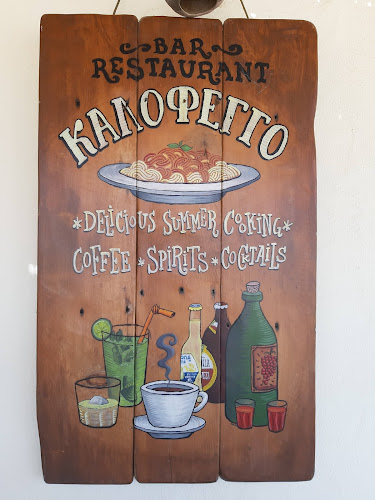 BAR
RESTAURANT
ΚΑΛΟΦΕΓΓΟ
*DELICIOUS SUMMER COOKING*
COFFEE * SPIRITS * COCKTAILS